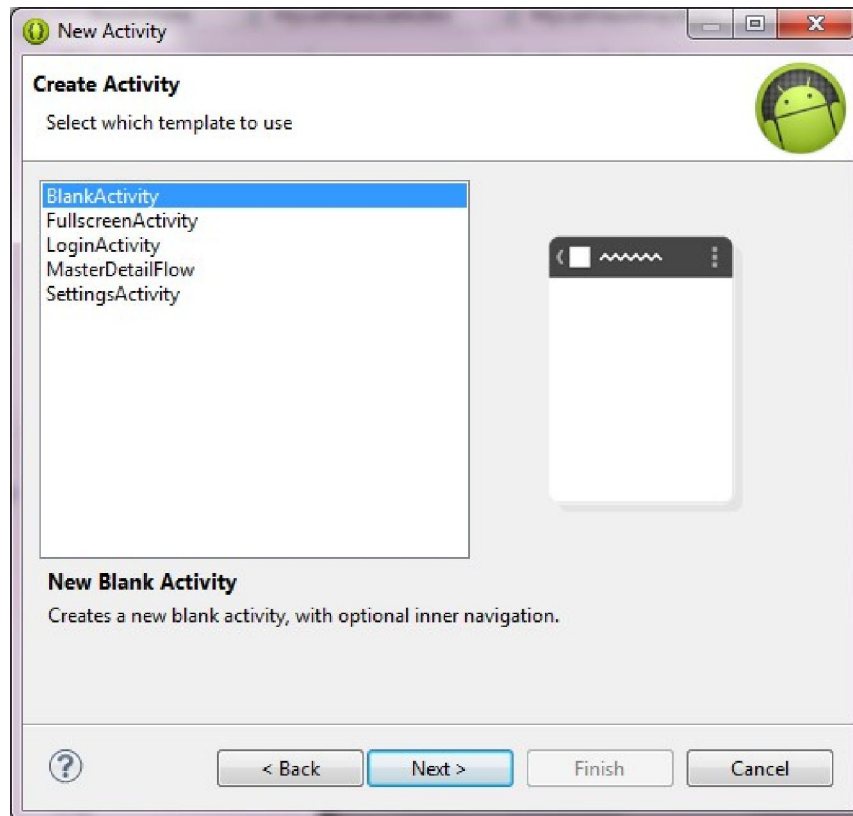 New Activity
Create Activity
Select which template to use
BlankActivity
FullscreenActivity
LoginActivity
MasterDetailFlow
SettingsActivity
New Blank Activity
Creates a new blank activity, with optional inner navigation.
? < Back Next > Finish Cancel